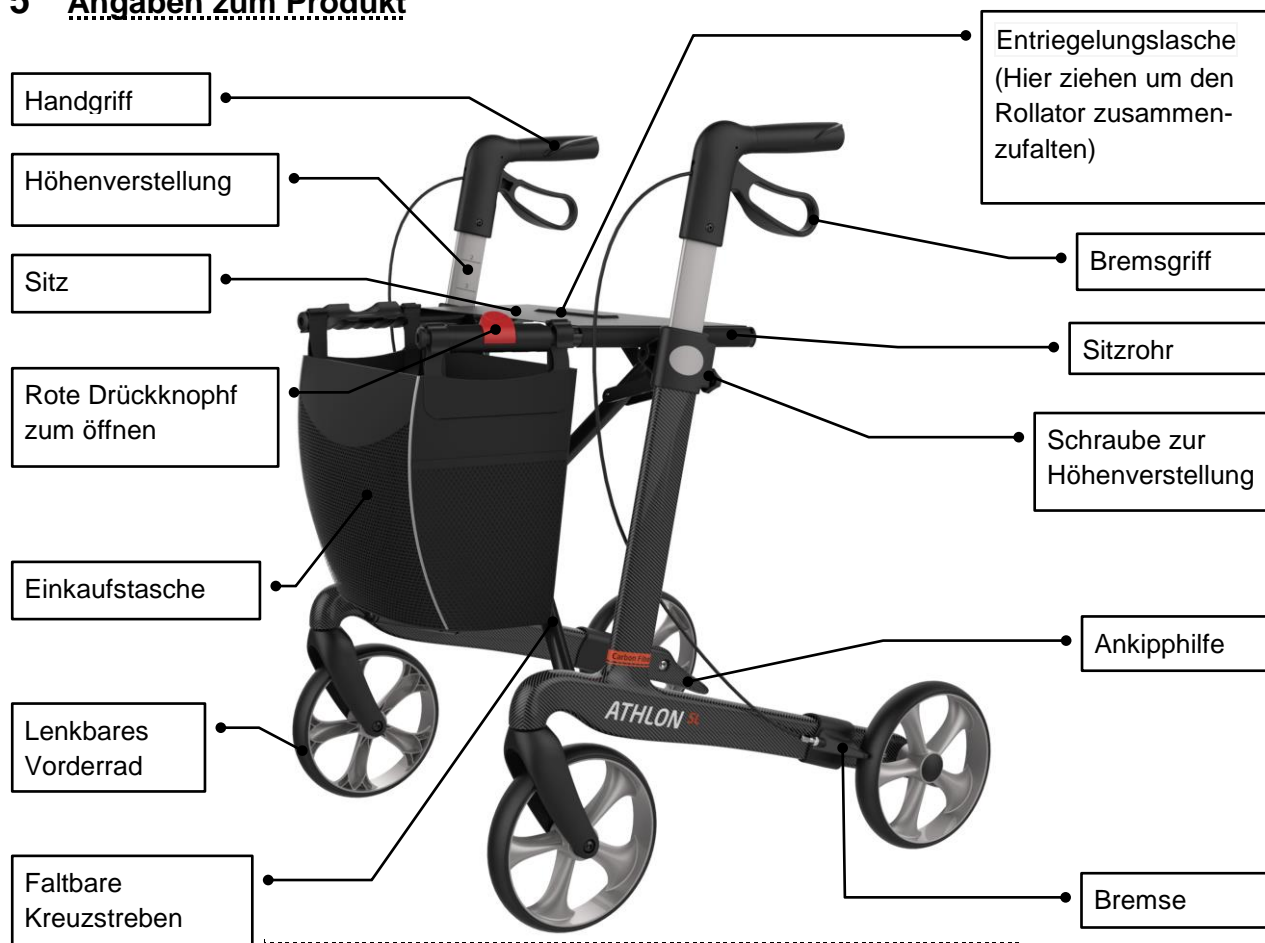 5 Angaben zum Produkt
Handgriff
Höhenverstellung
Sitz
Rote Drückknophf
zum öffnen
Einkaufstasche
Lenkbares
Vorderrad
Faltbare
Kreuzstreben
Entriegelungslasche
(Hier ziehen um den
Rollator zusammen-
zufalten)
Bremsgriff
Sitzrohr
Schraube zur
Höhenverstellung
Ankipphilfe
Bremse
Carbon Fiber
ATHLON SL